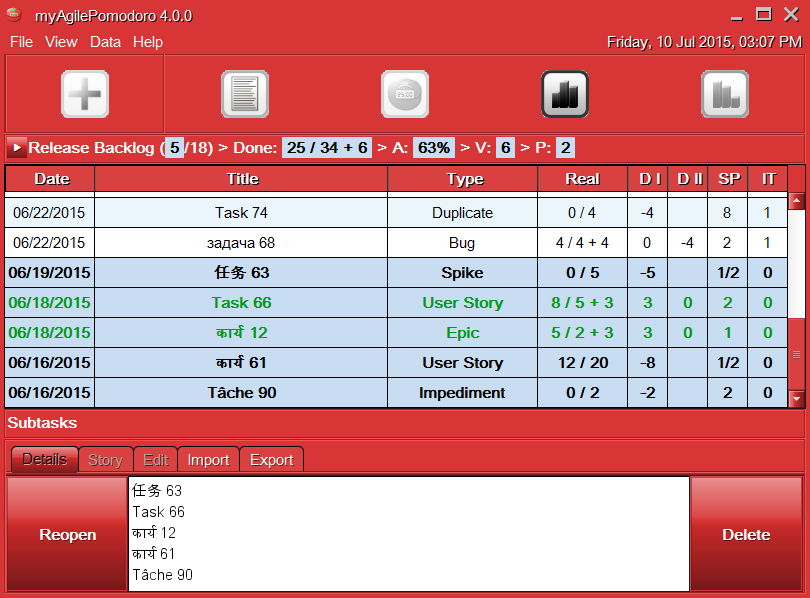 myAgilePomodoro 4.0.0
File View Data Help Friday, 10 Jul 2015, 03:07 PM
25:00
Release Backlog (5/18) > Done: 25 / 34 + 6 > A: 63% > V: 6 > P: 2
Date Title Type Real D I D II SP IT
06/22/2015 Task 74 Duplicate 0 / 4 -4 8 1
06/22/2015 задача 68 Bug 4 / 4 + 4 0 -4 2 1
06/19/2015 任务 63 Spike 0 / 5 -5 1/2 0
06/18/2015 Task 66 User Story 8 / 5 + 3 3 0 2 0
06/18/2015 कार्य 12 Epic 5 / 2 + 3 3 0 1 0
06/16/2015 कार्य 61 User Story 12 / 20 -8 1/2 0
06/16/2015 Tâche 90 Impediment 0 / 2 -2 2 0
Subtasks
Details Story Edit Import Export
任务 63
Task 66
Reopen कार्य 12 Delete
कार्य 61
Tâche 90